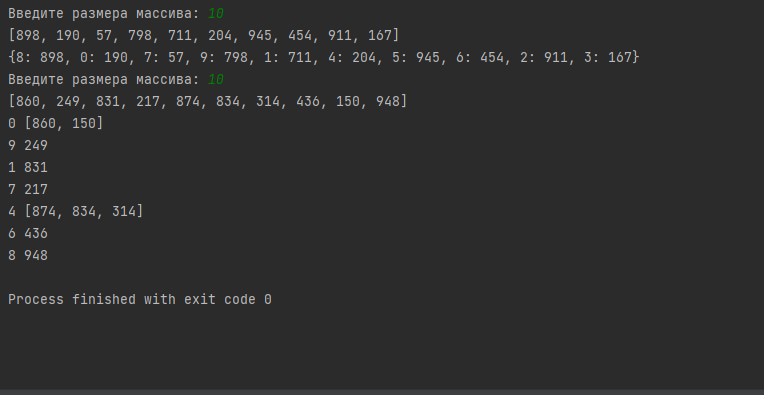 Введите размера массива: 10
[898, 190, 57, 798, 711, 204, 945, 454, 911, 167]
{8: 898, 0: 190, 7: 57, 9: 798, 1: 711, 4: 204, 5: 945, 6: 454, 2: 911, 3: 167}
Введите размера массива: 10
[860, 249, 831, 217, 874, 834, 314, 436, 150, 948]
0 [860, 150]
9 249
1 831
7 217
4 [874, 834, 314]
6 436
8 948
Process finished with exit code 0